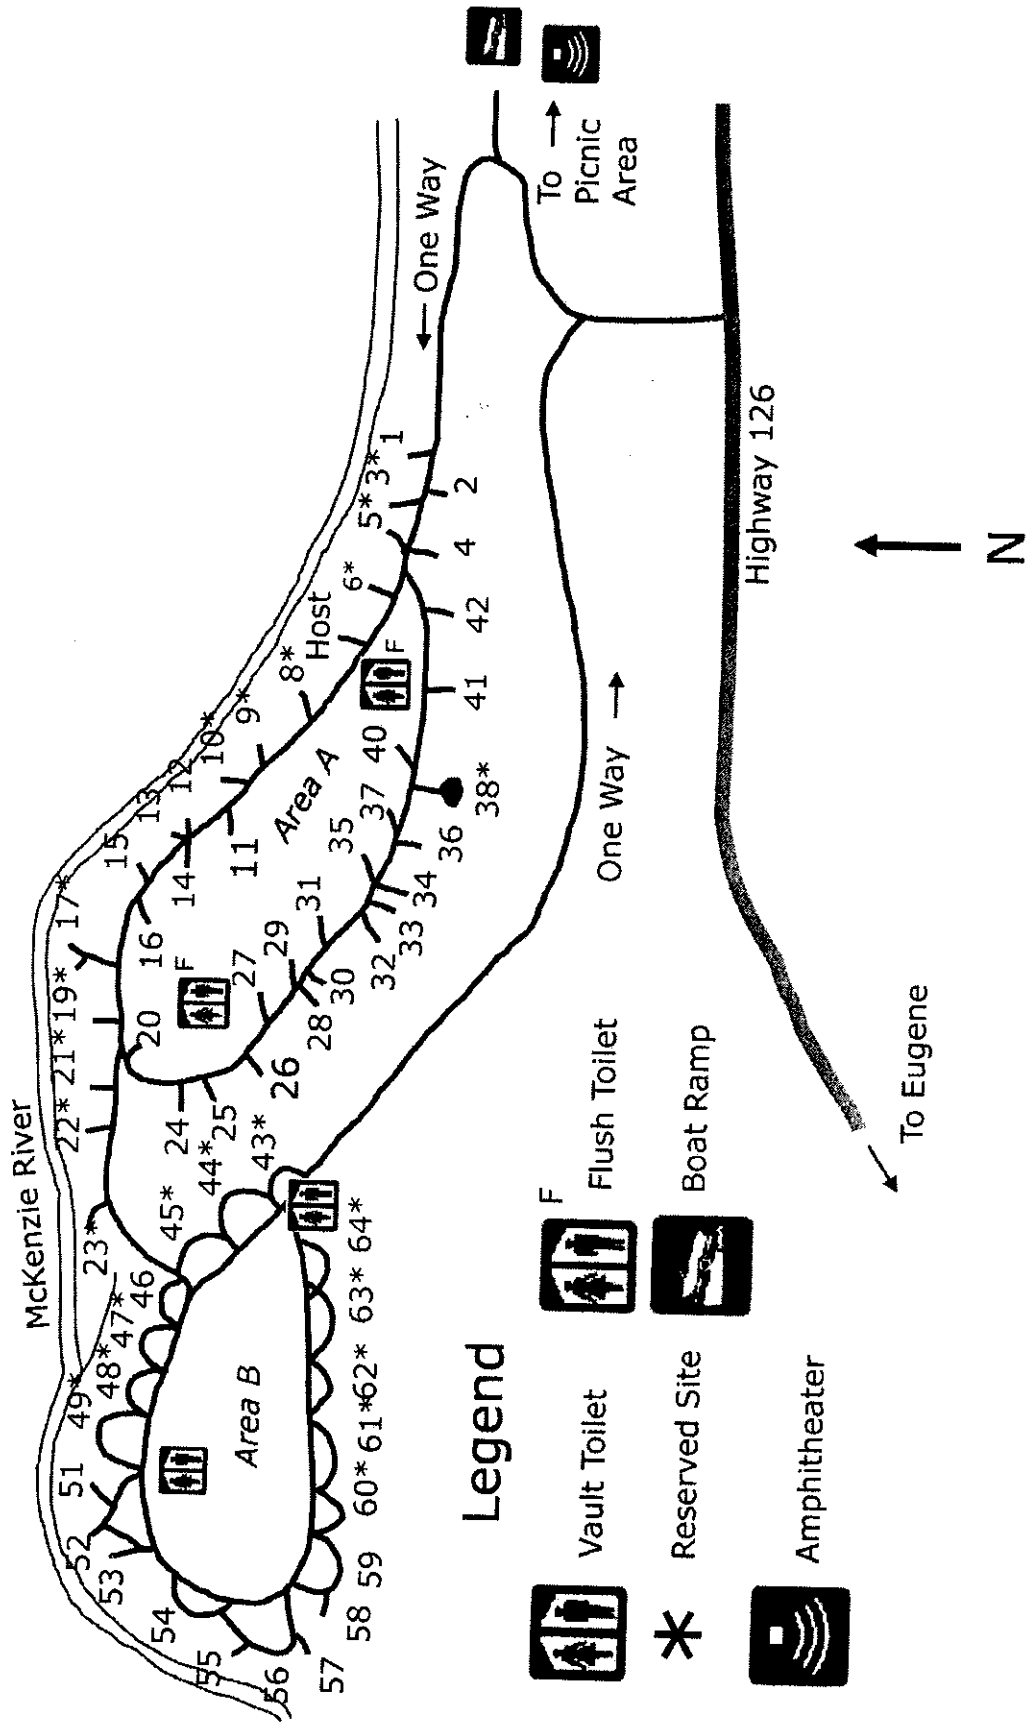 McKenzie River
← One Way
To →
Picnic
Area
1
2
3*
4
5*
6*
Host
8*
9*
10*
11
12
13
14
15
16
17*
19*
20
21*
22*
23*
24
25
26
27
28
29
30
31
32
33
34
35
36
37
38*
40
41
42
F
F
Area A
43*
44*
45*
46
47*
48*
49*
51
52
53
54
55
56
57
58
59
60*
61*
62*
63*
64*
Area B
One Way →
Highway 126
To Eugene
N
Legend
Vault Toilet
F
Flush Toilet
* Reserved Site
Boat Ramp
Amphitheater